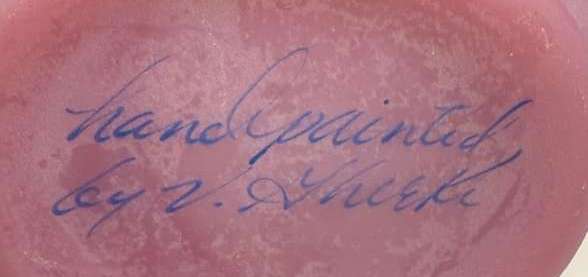 hand painted
by V.